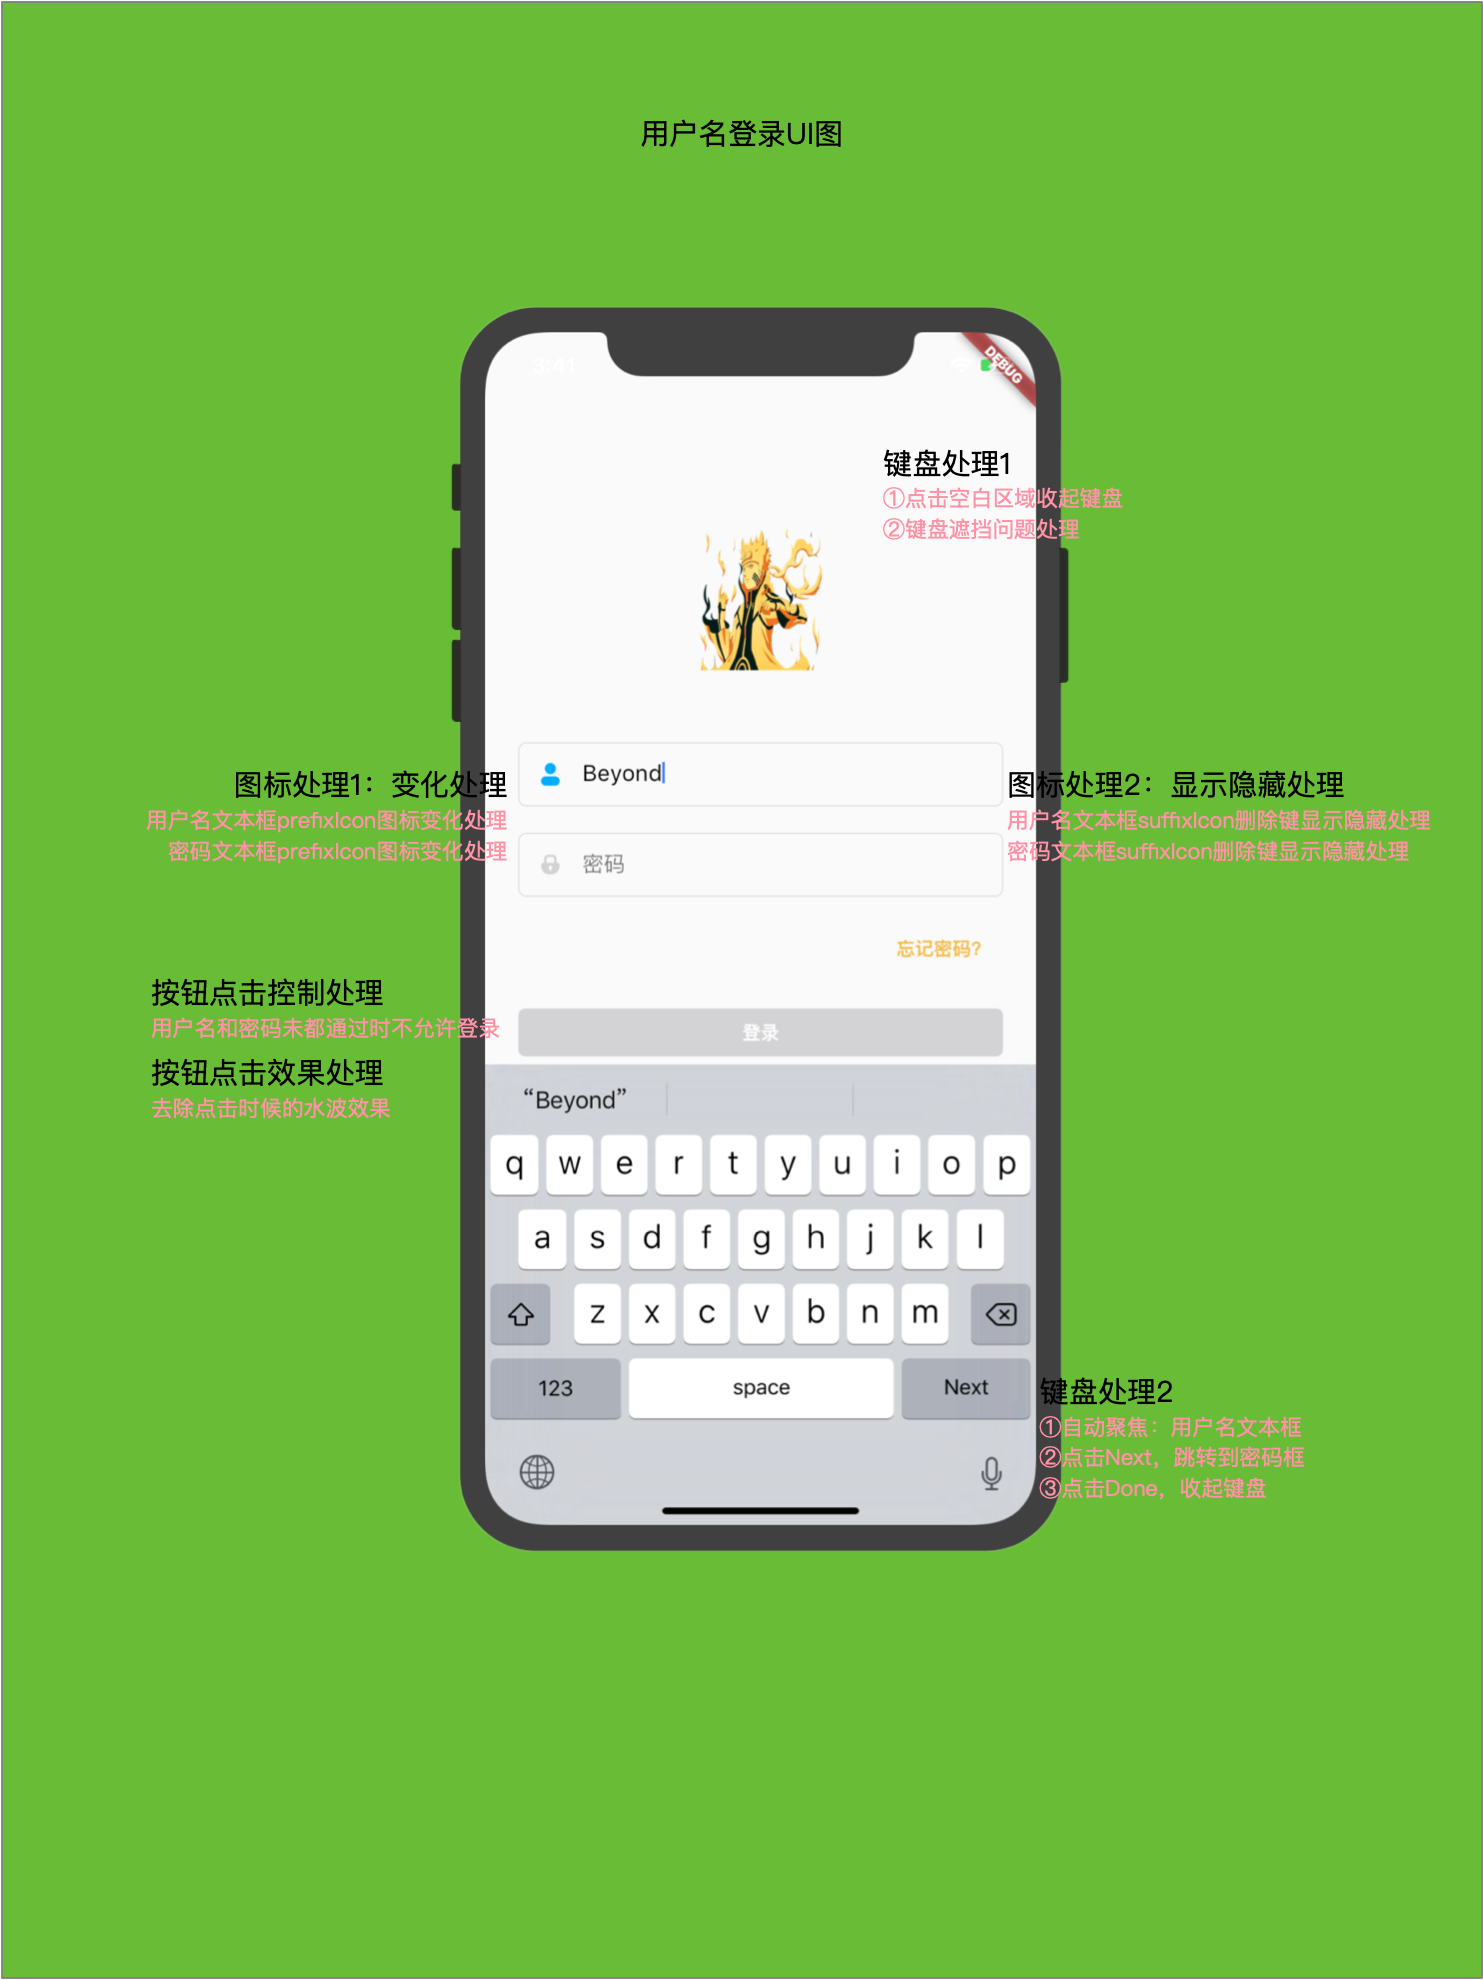 用户名登录UI图
3:41
DEBUG
键盘处理1
①点击空白区域收起键盘
②键盘遮挡问题处理
图标处理1：变化处理
用户名文本框prefixIcon图标变化处理
密码文本框prefixIcon图标变化处理
Beyond
密码
图标处理2：显示隐藏处理
用户名文本框suffixIcon删除键显示隐藏处理
密码文本框suffixIcon删除键显示隐藏处理
忘记密码?
按钮点击控制处理
用户名和密码未都通过时不允许登录
登录
按钮点击效果处理
去除点击时候的水波效果
“Beyond”
q w e r t y u i o p
a s d f g h j k l
z x c v b n m
123 space Next
键盘处理2
①自动聚焦：用户名文本框
②点击Next，跳转到密码框
③点击Done，收起键盘